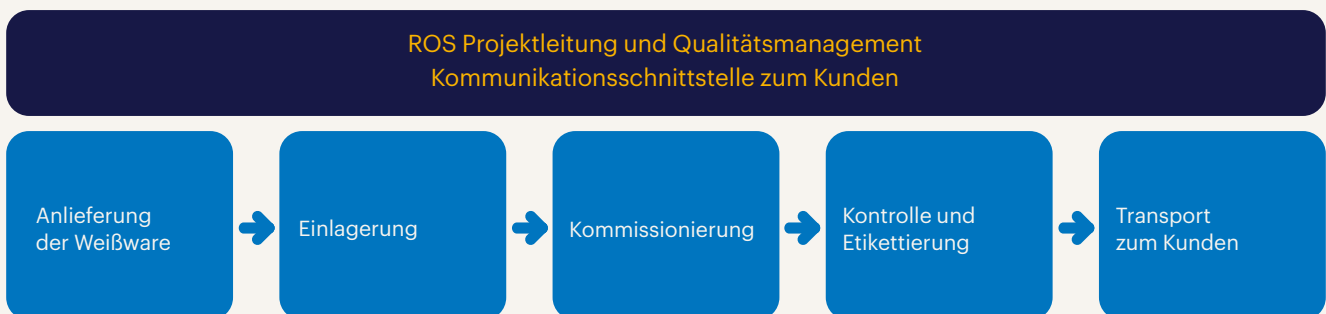 ROS Projektleitung und Qualitätsmanagement
Kommunikationsschnittstelle zum Kunden
Anlieferung
der Weißware
Einlagerung
Kommissionierung
Kontrolle und
Etikettierung
Transport
zum Kunden